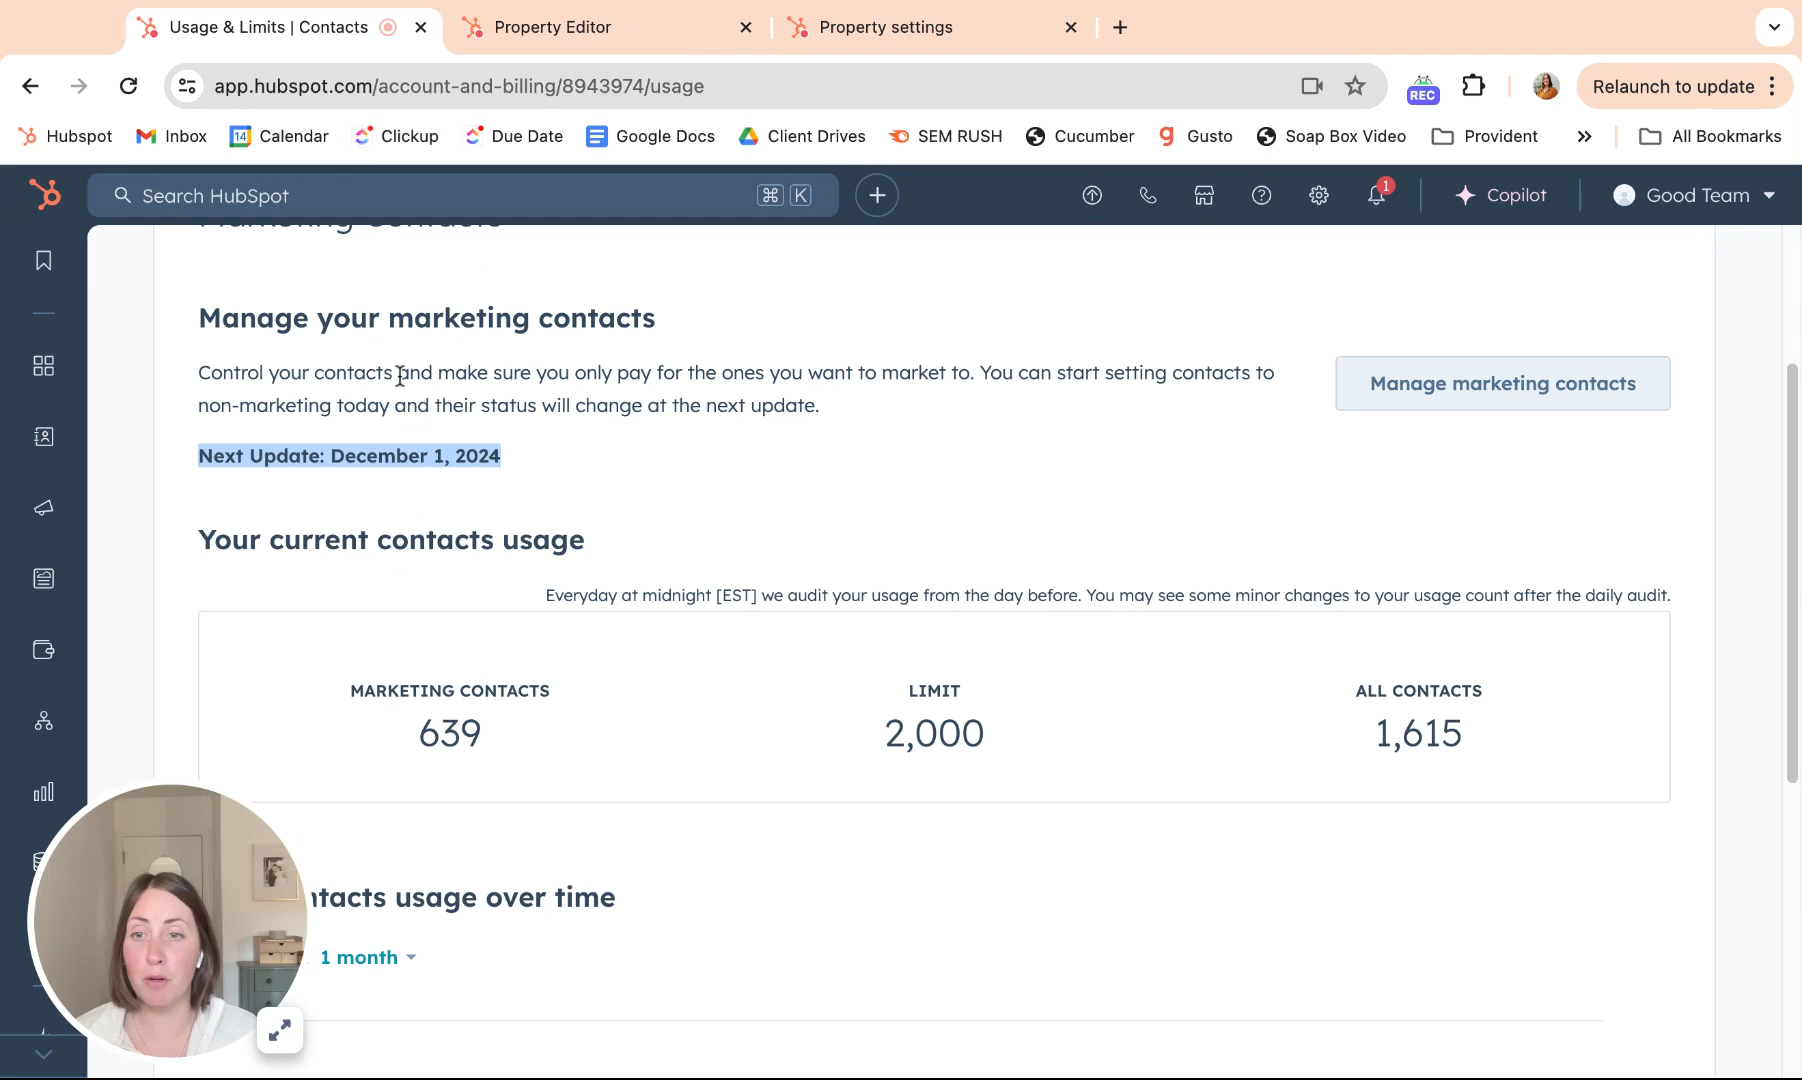 Usage & Limits | Contacts
Property Editor
Property settings
app.hubspot.com/account-and-billing/8943974/usage
REC
Relaunch to update
Hubspot
Inbox
14
Calendar
Clickup
Due Date
Google Docs
Client Drives
SEM RUSH
Cucumber
Gusto
Soap Box Video
Provident
All Bookmarks
Search HubSpot
⌘ K
1
Copilot
Good Team
Marketing Contacts
Manage your marketing contacts
Control your contacts and make sure you only pay for the ones you want to market to. You can start setting contacts to
non-marketing today and their status will change at the next update.
Manage marketing contacts
Next Update: December 1, 2024
Your current contacts usage
Everyday at midnight [EST] we audit your usage from the day before. You may see some minor changes to your usage count after the daily audit.
MARKETING CONTACTS
639
LIMIT
2,000
ALL CONTACTS
1,615
ntacts usage over time
1 month